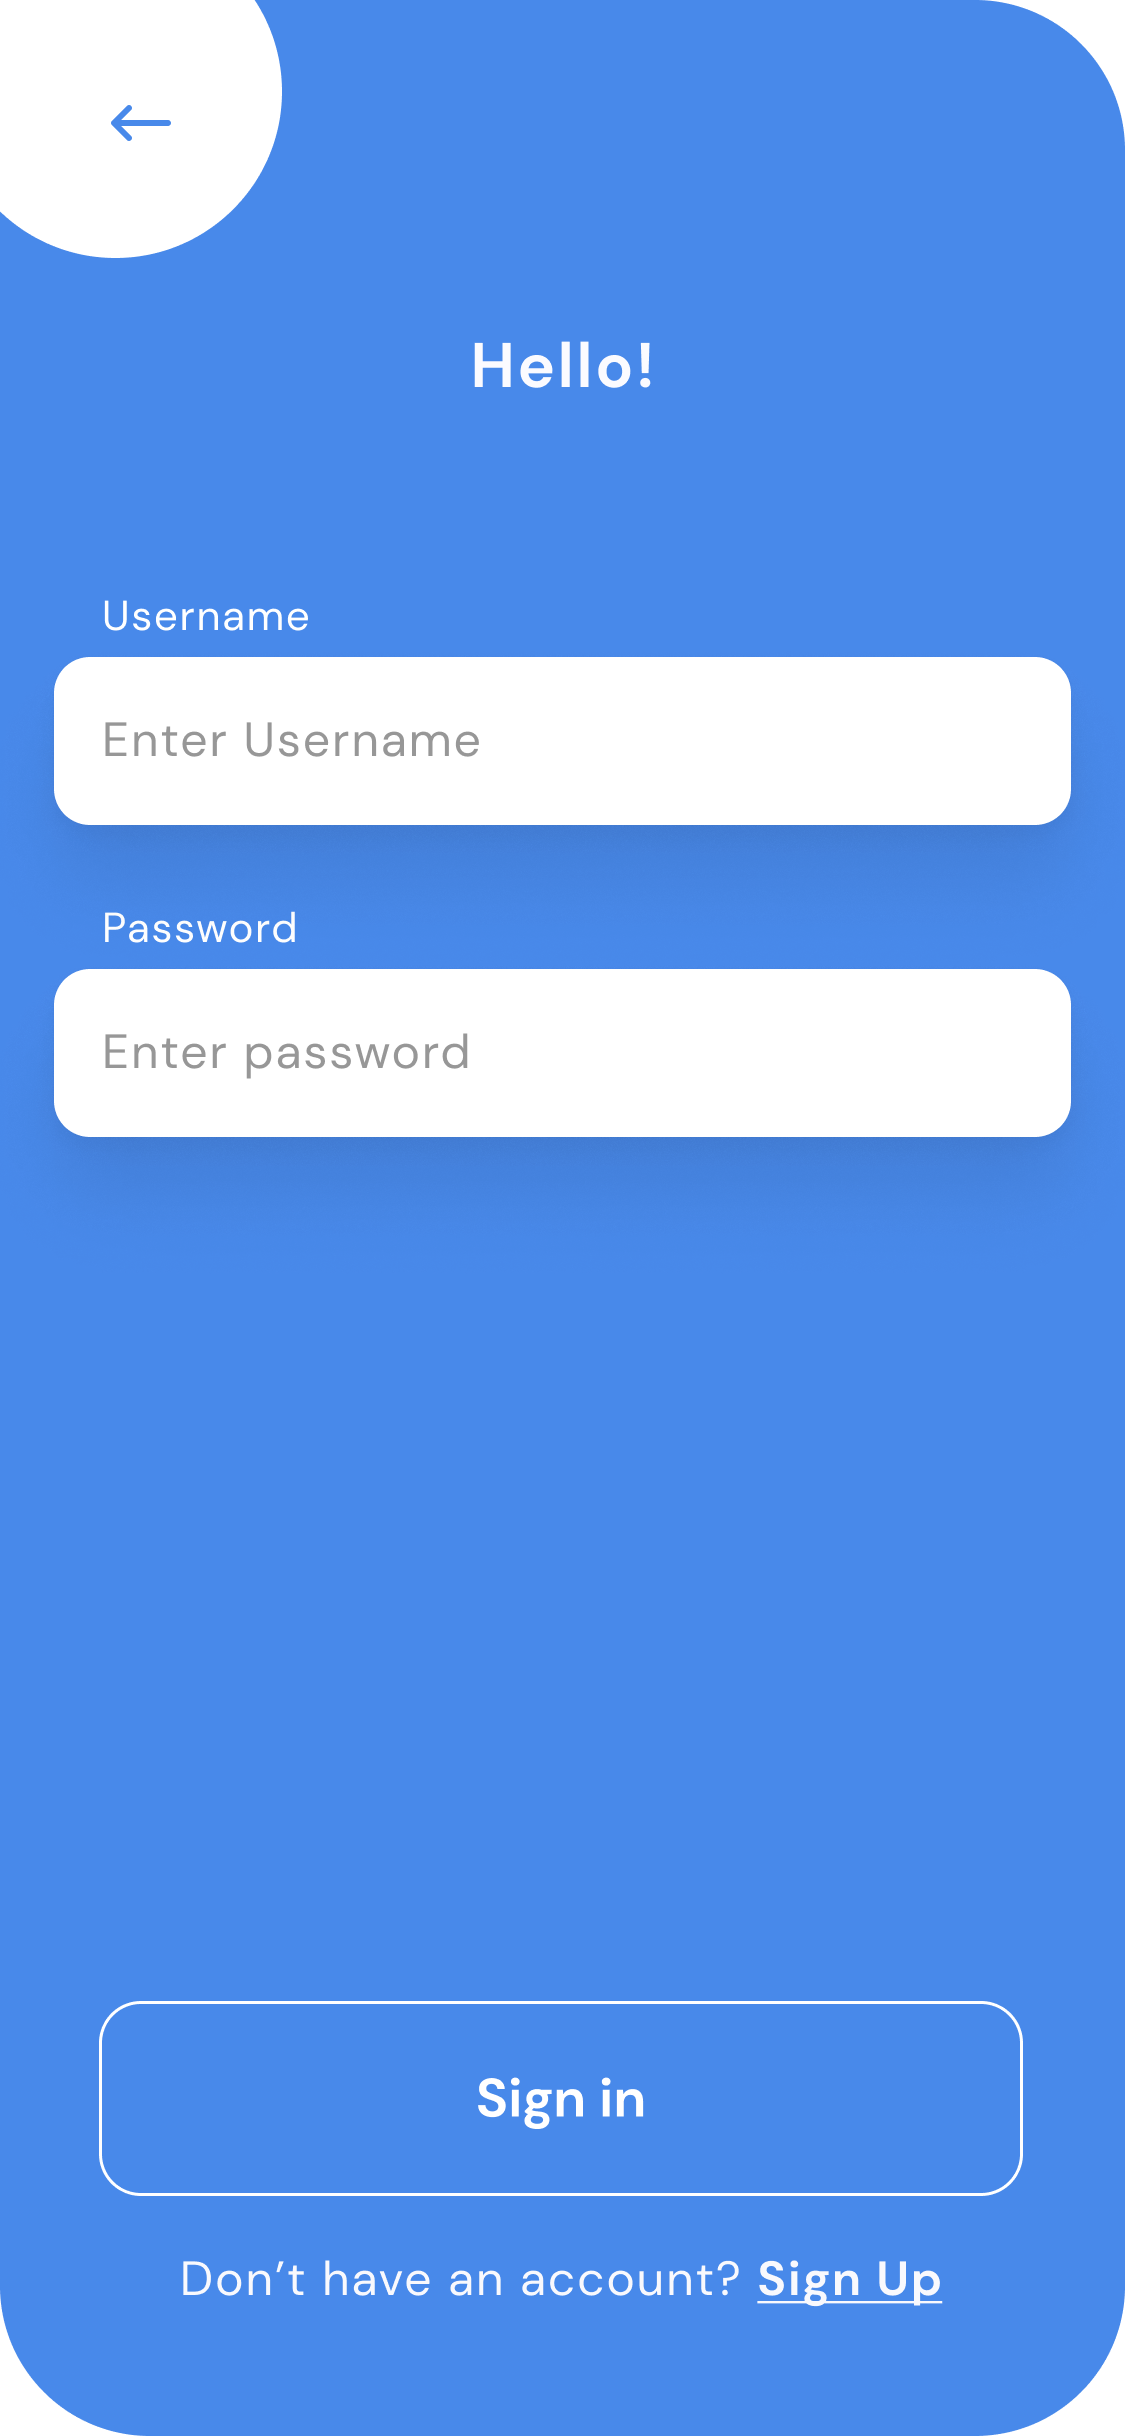 Hello!
Username
Enter Username
Password
Enter password
Sign in
Don’t have an account? Sign Up